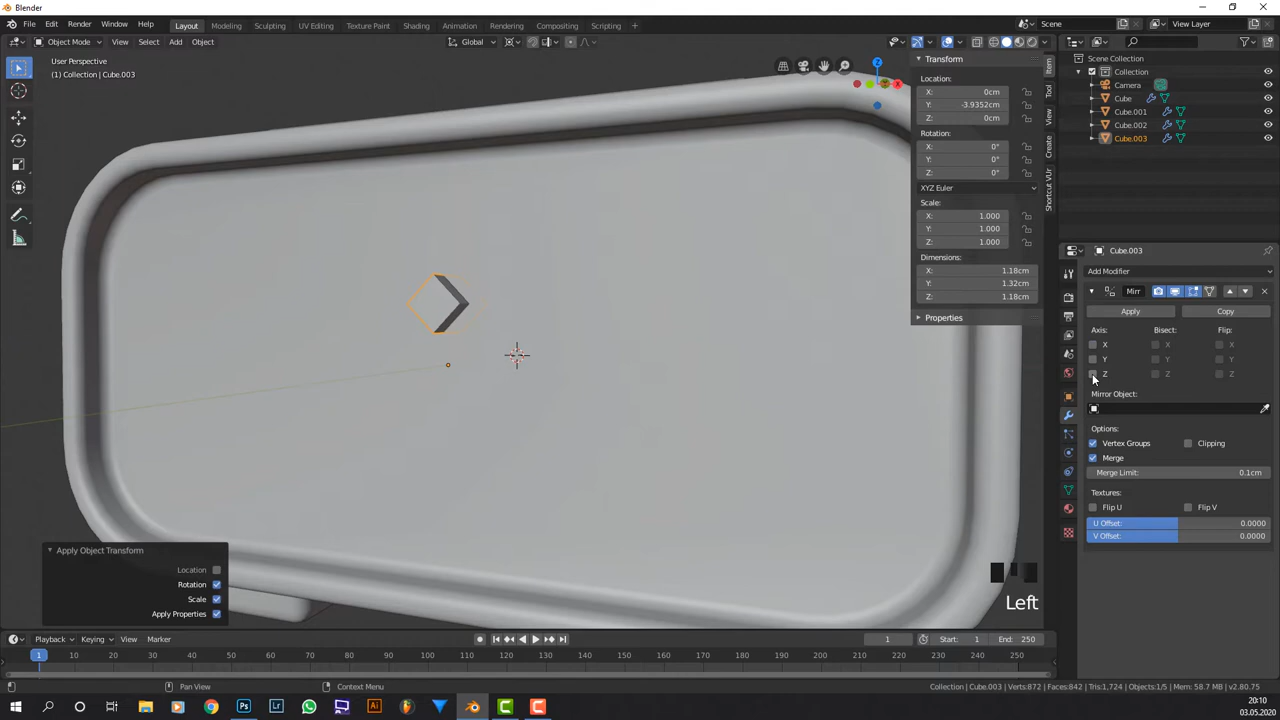 Blender
File Edit Render Window Help Layout Modeling Sculpting UV Editing Texture Paint Shading Animation Rendering Compositing Scripting + Scene View Layer
Object Mode View Select Add Object Global
User Perspective
(1) Collection | Cube.003
Transform
Location:
X: 0cm
Y: -3.9352cm
Z: 0cm
Rotation:
X: 0°
Y: 0°
Z: 0°
XYZ Euler
Scale:
X: 1.000
Y: 1.000
Z: 1.000
Dimensions:
X: 1.18cm
Y: 1.32cm
Z: 1.18cm
Properties
Item
Tool
View
Create
Shortcut VUr
Scene Collection
Collection
Camera
Cube
Cube.001
Cube.002
Cube.003
Cube.003
Add Modifier
Mirr
Apply Copy
Axis: Bisect: Flip:
X X X
Y Y Y
Z Z Z
Mirror Object:
Options:
Vertex Groups Clipping
Merge
Merge Limit: 0.1cm
Textures:
Flip U Flip V
U Offset: 0.0000
V Offset: 0.0000
Apply Object Transform
Location
Rotation
Scale
Apply Properties
Left
Playback Keying View Marker 1 Start: 1 End: 250
1 10 20 30 40 50 60 70 80 90 100 110 120 130 140 150 160 170 180 190 200 210 220 230 240 250
Pan View Context Menu Collection | Cube.003 | Verts:872 | Faces:842 | Tris:1,724 | Objects:1/5 | Mem: 58.7 MB | v2.80.75
Ps Lrc Ai
20:10
03.05.2020